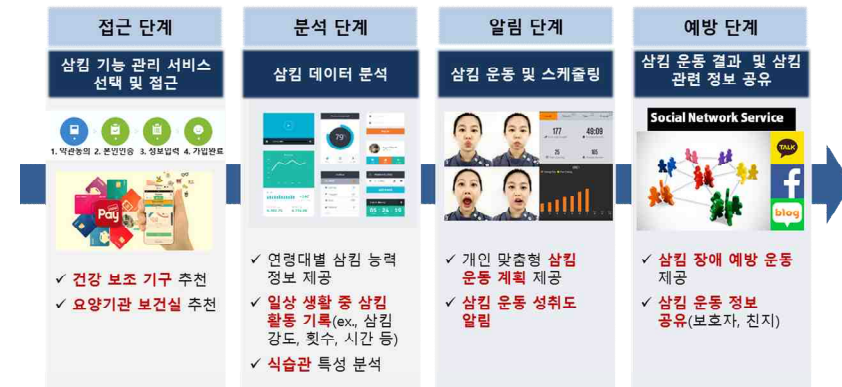 접근 단계
삼킴 기능 관리 서비스
선택 및 접근
1. 약관동의 2. 본인인증 3. 정보입력 4. 가입완료
Pay
✓ 건강 보조 기구 추천
✓ 요양기관 보건실 추천
분석 단계
삼킴 데이터 분석
79
✓ 연령대별 삼킴 능력
정보 제공
✓ 일상 생활 중 삼킴
활동 기록(ex., 삼킴
강도, 횟수, 시간 등)
✓ 식습관 특성 분석
알림 단계
삼킴 운동 및 스케줄링
177
49:09
25
165
✓ 개인 맞춤형 삼킴
운동 계획 제공
✓ 삼킴 운동 성취도
알림
예방 단계
삼킴 운동 결과 및 삼킴
관련 정보 공유
Social Network Service
TALK
f
blog
✓ 삼킴 장애 예방 운동
제공
✓ 삼킴 운동 정보
공유(보호자, 친지)